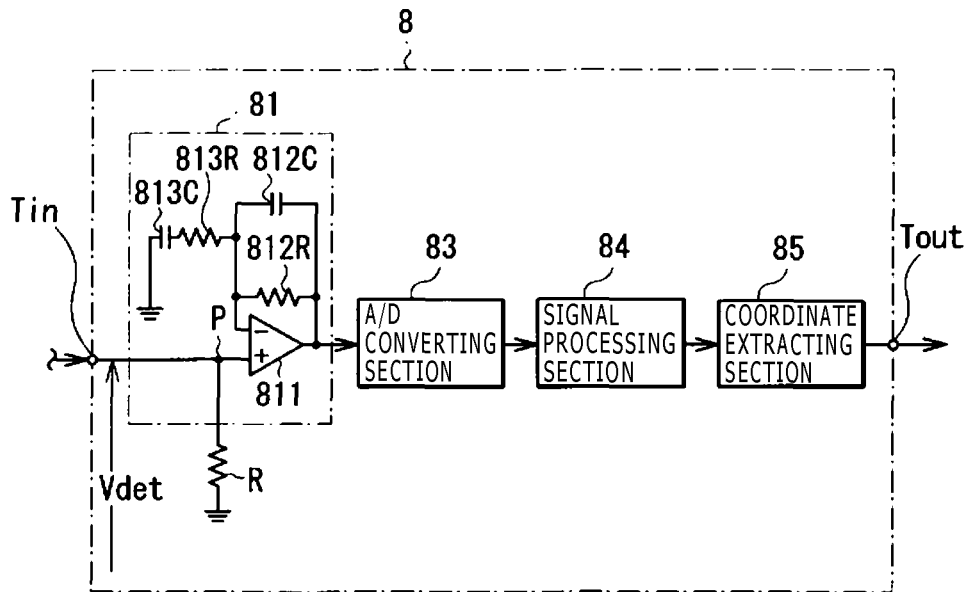 8
81
813R 812C
813C
Tin
812R
83
84
85
Tout
P
A/D
CONVERTING
SECTION
SIGNAL
PROCESSING
SECTION
COORDINATE
EXTRACTING
SECTION
−
+
811
Vdet
R